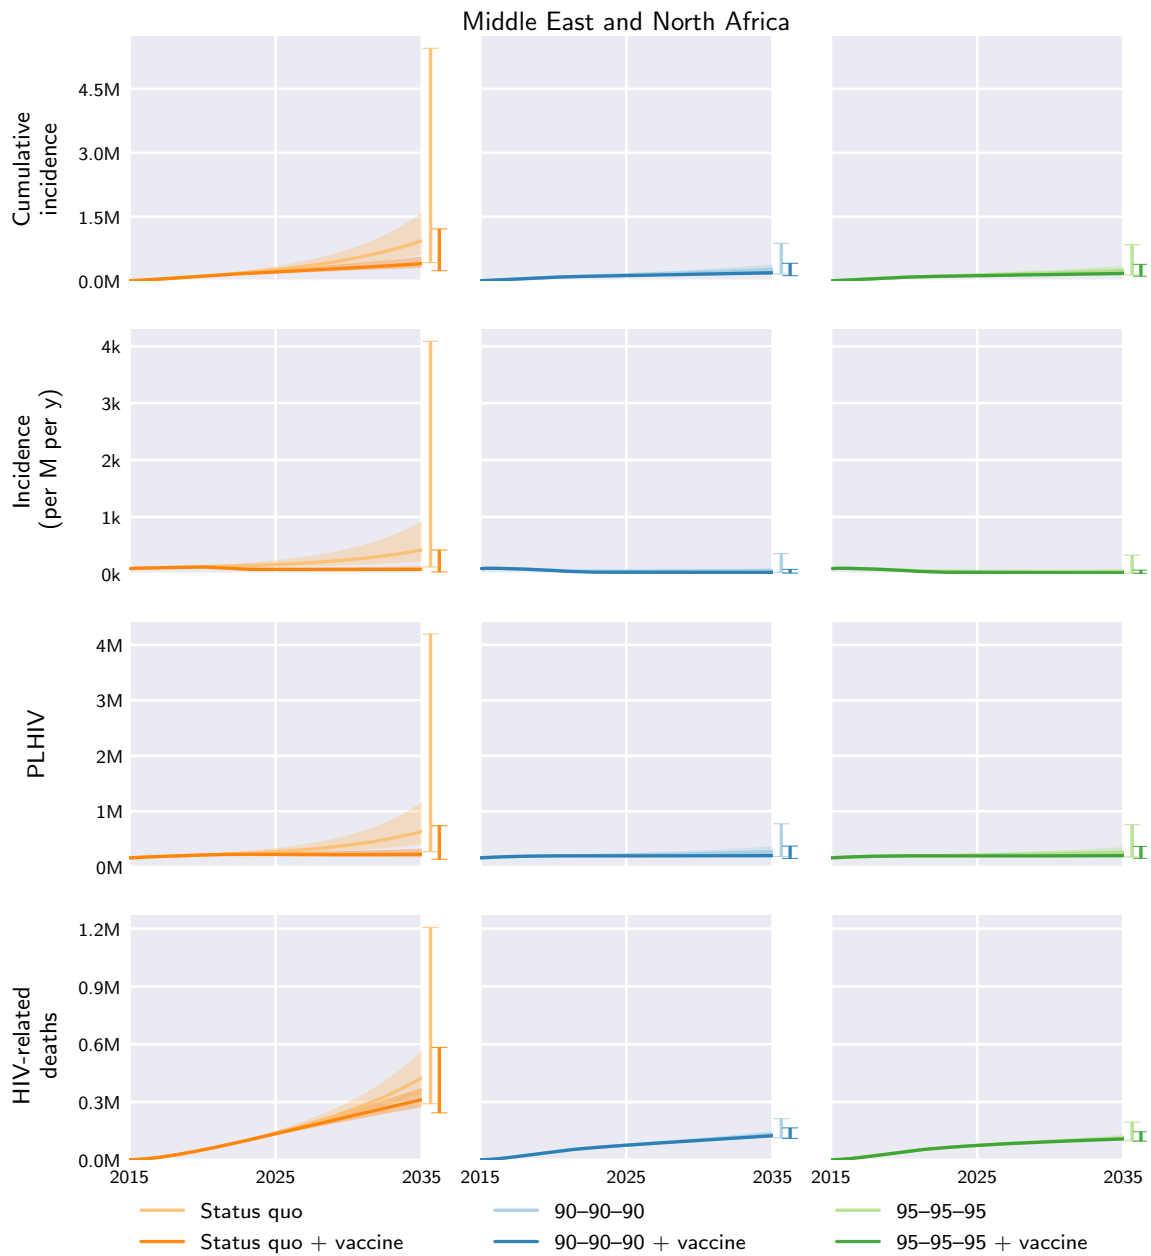 Middle East and North Africa
Cumulative
incidence
4.5M
3.0M
1.5M
0.0M
Incidence
(per M per y)
4k
3k
2k
1k
0k
PLHIV
4M
3M
2M
1M
0M
HIV-related
deaths
1.2M
0.9M
0.6M
0.3M
0.0M
2015 2025 2035 2015 2025 2035 2015 2025 2035
Status quo 90–90–90 95–95–95
Status quo + vaccine 90–90–90 + vaccine 95–95–95 + vaccine